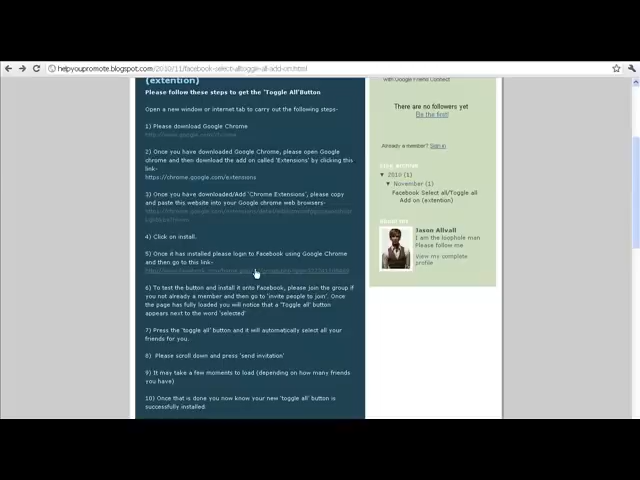 helpyoupromote.blogspot.com/2010/11/facebook-select-alltoggle-all-add-on.html
(extention)
Please follow these steps to get the 'Toggle All'Button
Open a new window or internet tab to carry out the following steps-
1) Please download Google Chrome
2) Once you have downloaded Google Chrome, please open Google
chrome and then download the add on called 'Extensions' by clicking this
link-
https://chrome.google.com/extensions
3) Once you have downloaded/Add 'Chrome Extensions', please copy
and paste this website into your Google chrome web browsers-
4) Click on install.
5) Once it has installed please login to Facebook using Google Chrome
and then go to this link-
6) To test the button and install it onto Facebook, please join the group if
you not already a member and then go to 'invite people to join'. Once
the page has fully loaded you will notice that a 'Toggle all' button
appears next to the word 'selected'
7) Press the 'toggle all' button and it will automatically select all your
friends for you.
8) Please scroll down and press 'send invitation'
9) It may take a few moments to load (depending on how many friends
you have)
10) Once that is done you now know your new 'toggle all' button is
successfully installed
with Google Friend Connect
There are no followers yet
Be the first!
Already a member? Sign in
blog archive
▼ 2010 (1)
▼ November (1)
Facebook Select all/Toggle all
Add on (extention)
about me
Jason Allvall
I am the loophole man
Please follow me
View my complete
profile